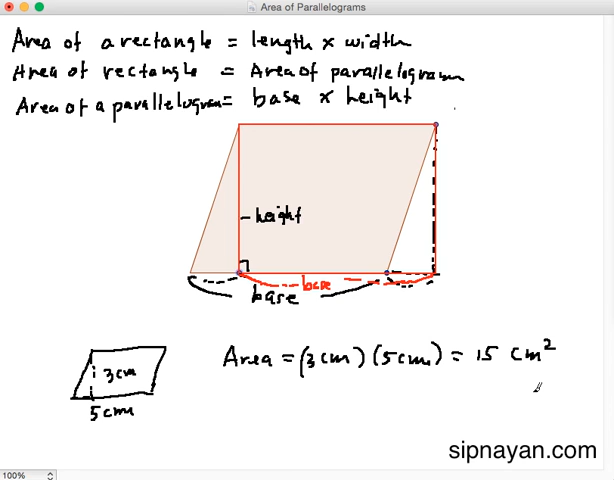 Area of Parallelograms
Area of a rectangle = length x width
Area of rectangle = Area of parallelogram
Area of a parallelogram = base x height
height
base
base
3cm
5cm
Area = (3cm) (5cm) = 15 cm²
sipnayan.com
100%